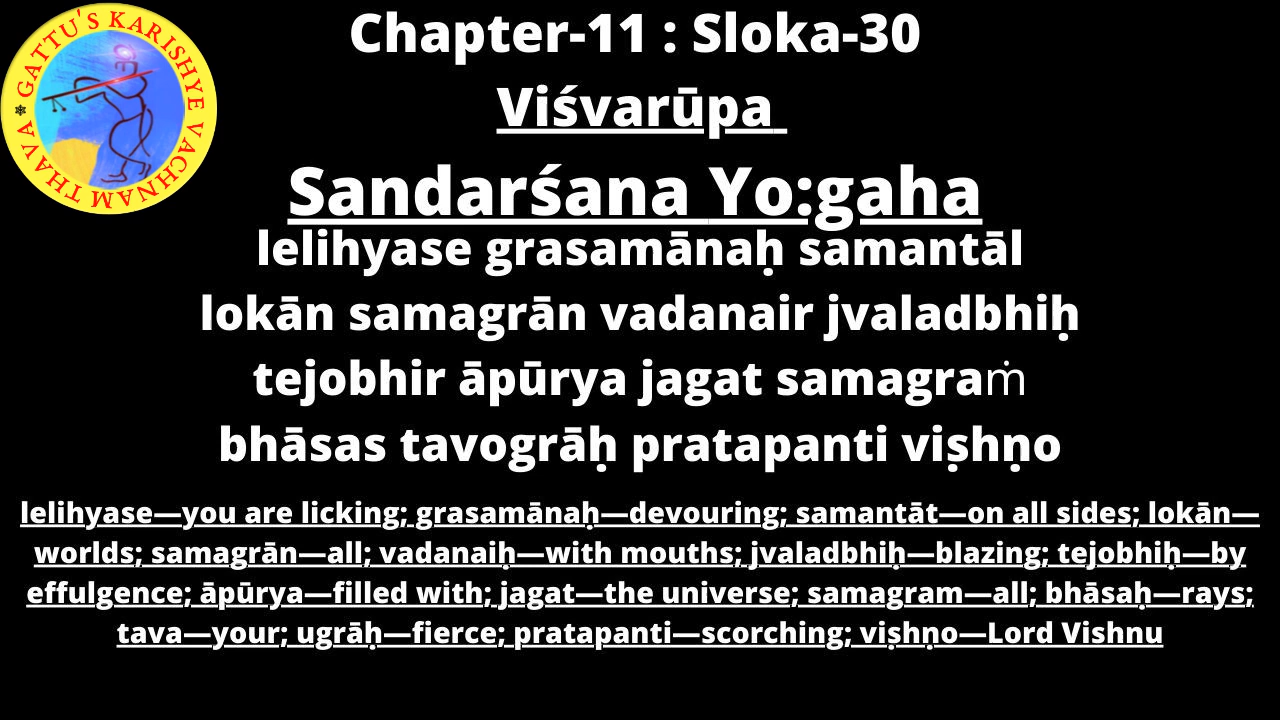 GATTU'S KARISHYE VACHNAM THAVA
Chapter-11 : Sloka-30
Viśvarūpa
Sandarśana Yo:gaha
lelihyase grasamānaḥ samantāl
lokān samagrān vadanair jvaladbhiḥ
tejobhir āpūrya jagat samagraṁ
bhāsas tavogrāḥ pratapanti viṣhṇo
lelihyase—you are licking; grasamānaḥ—devouring; samantāt—on all sides; lokān—
worlds; samagrān—all; vadanaiḥ—with mouths; jvaladbhiḥ—blazing; tejobhiḥ—by
effulgence; āpūrya—filled with; jagat—the universe; samagram—all; bhāsaḥ—rays;
tava—your; ugrāḥ—fierce; pratapanti—scorching; viṣhṇo—Lord Vishnu